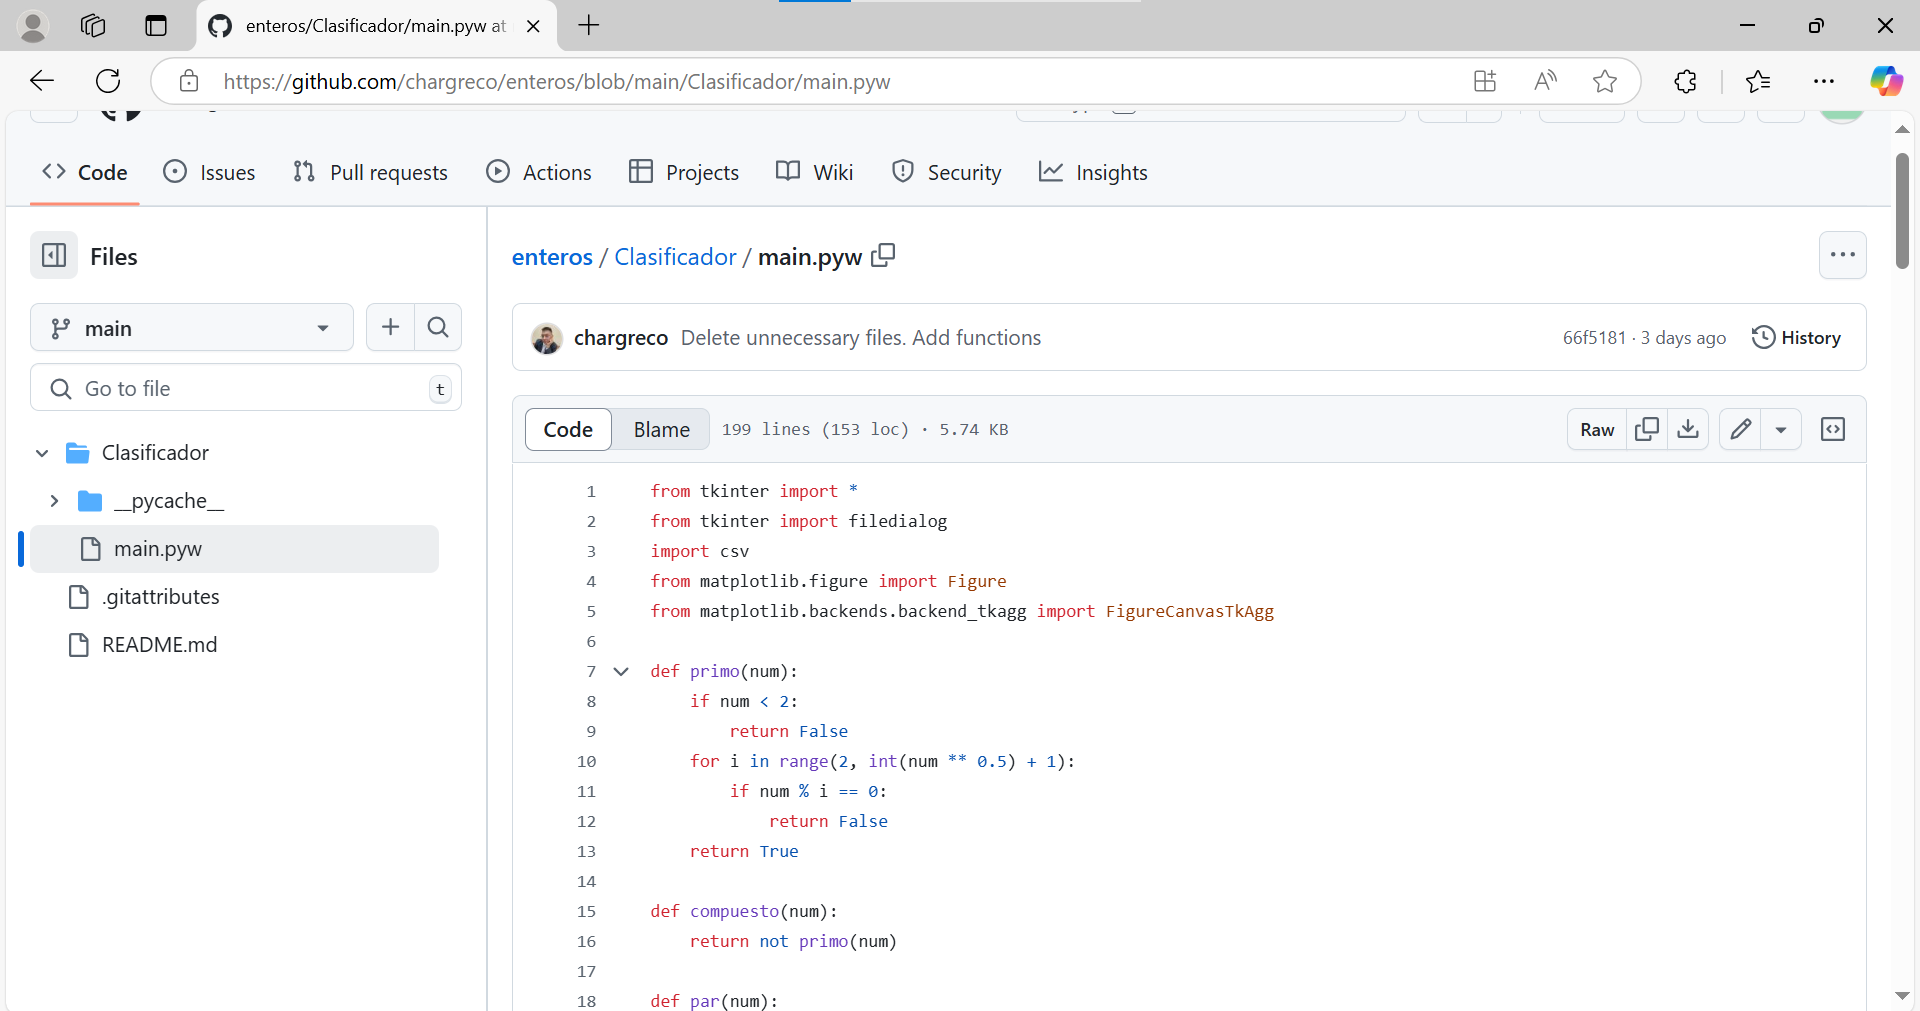 enteros/Clasificador/main.pyw at
https://github.com/chargreco/enteros/blob/main/Clasificador/main.pyw
Code Issues Pull requests Actions Projects Wiki Security Insights
Files
main
Go to file t
Clasificador
__pycache__
main.pyw
.gitattributes
README.md
enteros / Clasificador / main.pyw
chargreco Delete unnecessary files. Add functions 66f5181 · 3 days ago History
Code Blame 199 lines (153 loc) · 5.74 KB Raw
1 from tkinter import *
2 from tkinter import filedialog
3 import csv
4 from matplotlib.figure import Figure
5 from matplotlib.backends.backend_tkagg import FigureCanvasTkAgg
6
7 def primo(num):
8 if num < 2:
9 return False
10 for i in range(2, int(num ** 0.5) + 1):
11 if num % i == 0:
12 return False
13 return True
14
15 def compuesto(num):
16 return not primo(num)
17
18 def par(num):